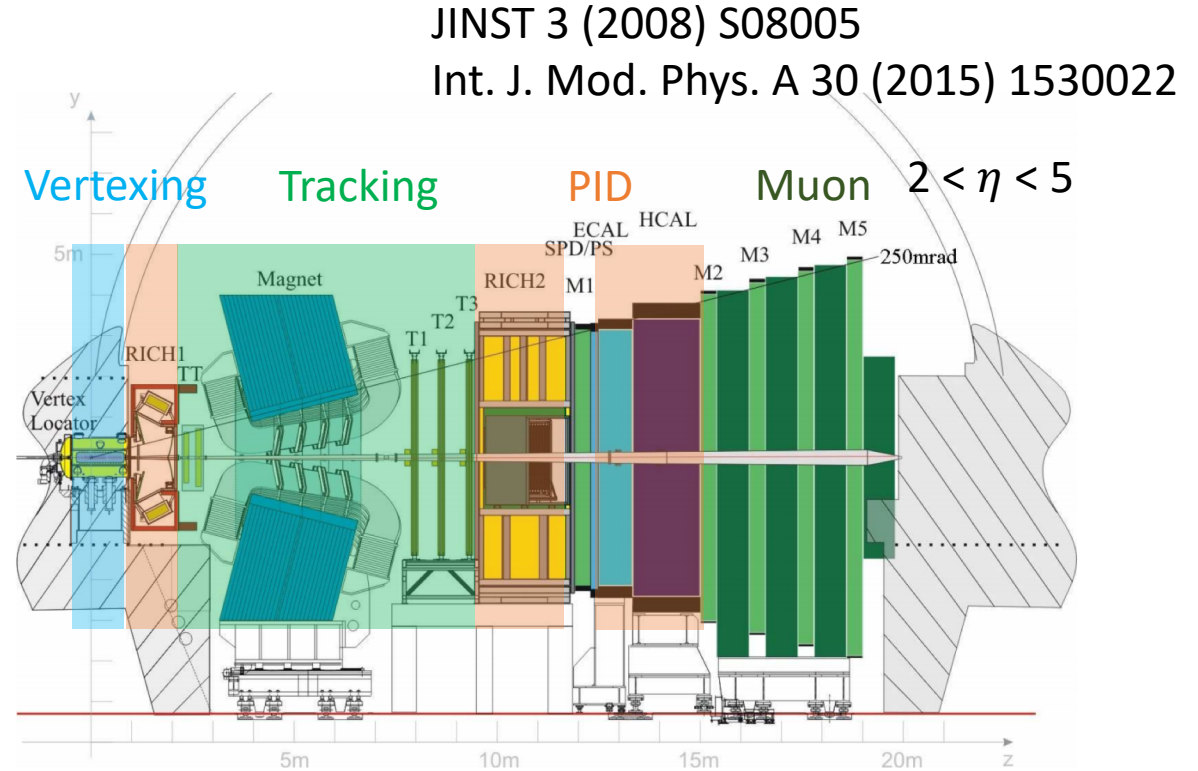 JINST 3 (2008) S08005
Int. J. Mod. Phys. A 30 (2015) 1530022
y
Vertexing Tracking PID Muon 2 < η < 5
5m
Magnet
RICH1
TT
Vertex
Locator
T1
T2
T3
RICH2
SPD/PS
ECAL
HCAL
M1
M2
M3
M4
M5
250mrad
5m 10m 15m 20m z